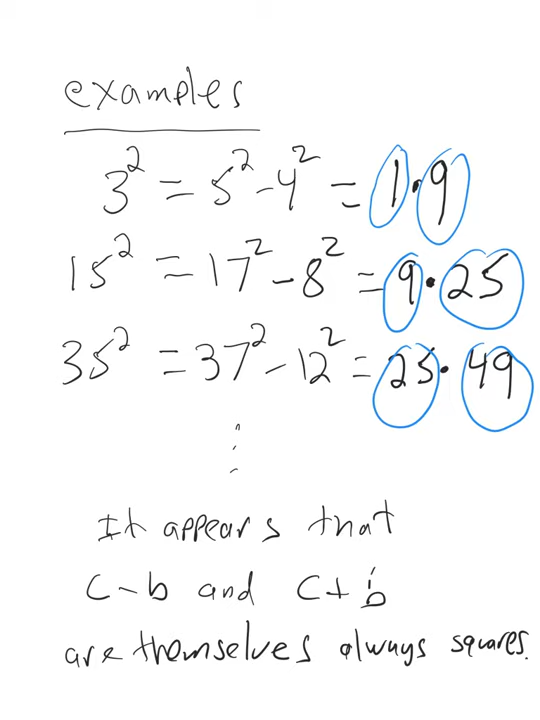 examples
3² = 5² - 4² = 1 · 9
15² = 17² - 8² = 9 · 25
35² = 37² - 12² = 25 · 49
⋮
It appears that
c - b and c + b
are themselves always squares.